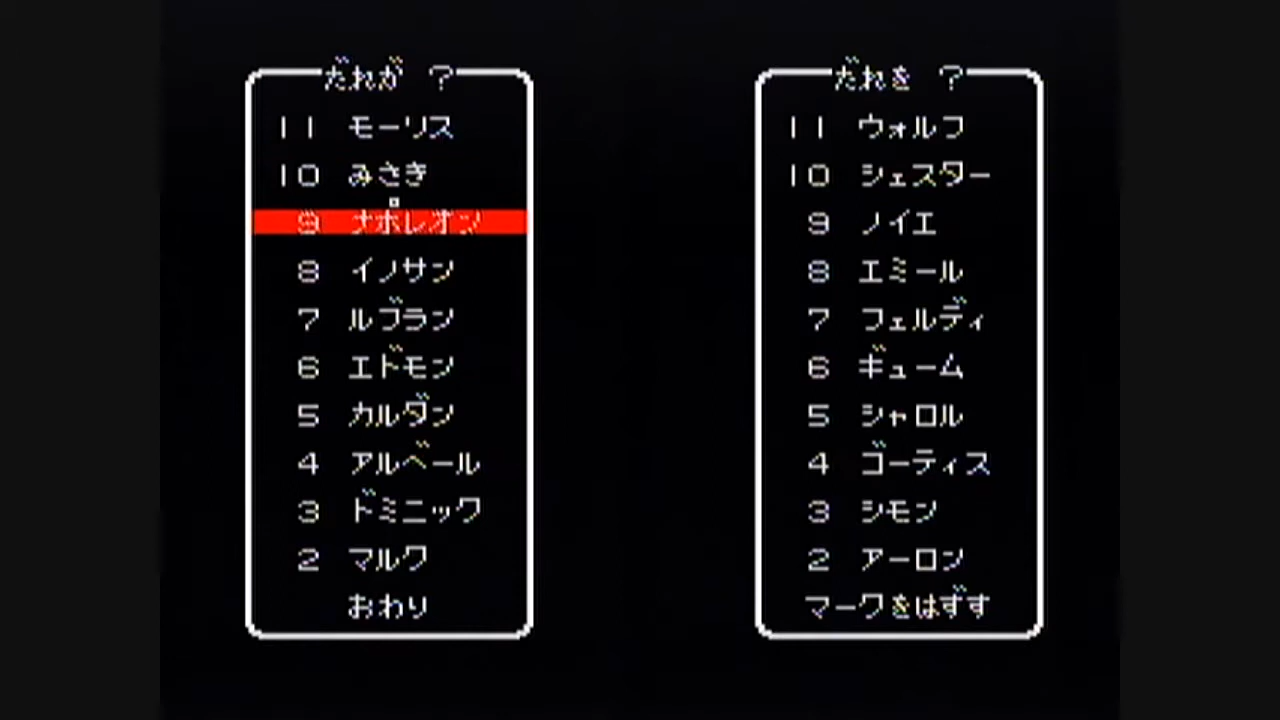 だれが ?
11 モーリス
10 みさき
9 ナポレオン
8 イノサン
7 ルブラン
6 エドモン
5 カルダン
4 アルベール
3 ドミニック
2 マルク
おわり
だれを ?
11 ウォルフ
10 シェスター
9 ノイエ
8 エミール
7 フェルディ
6 ギューム
5 シャロル
4 ゴーティス
3 シモン
2 アーロン
マークをはずす